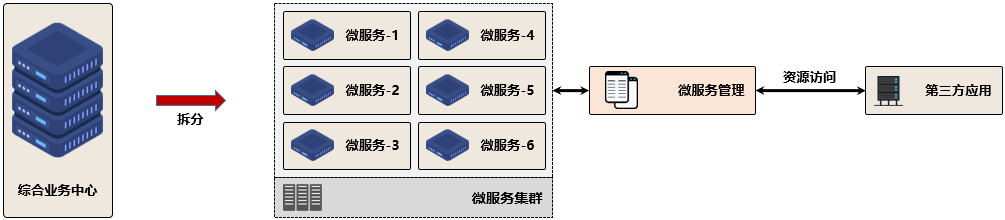 综合业务中心
拆分
微服务-1
微服务-4
微服务-2
微服务-5
微服务-3
微服务-6
微服务集群
微服务管理
资源访问
第三方应用